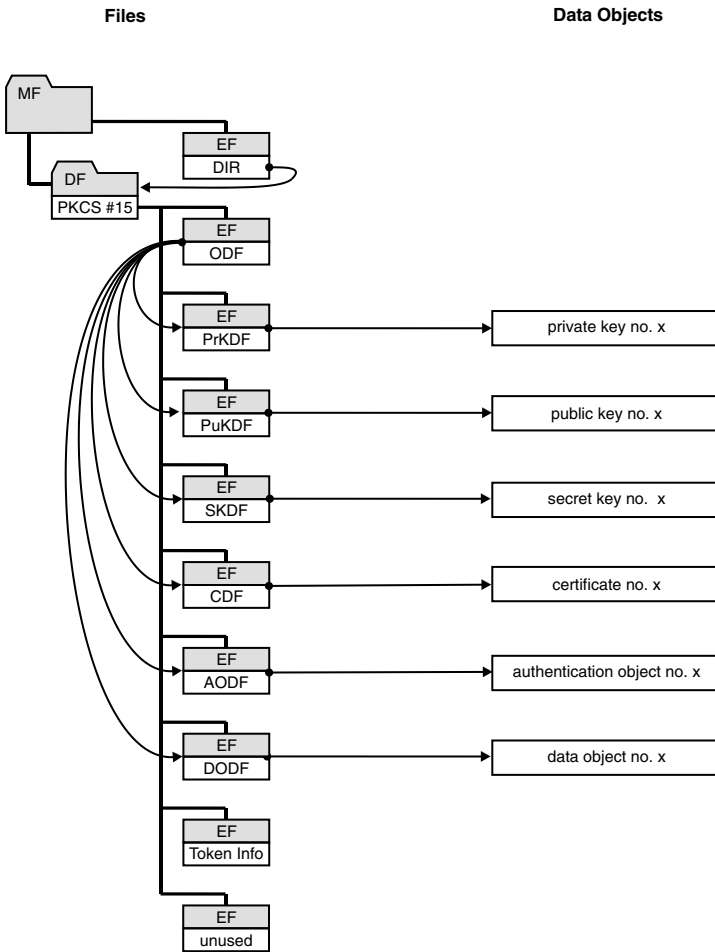 Files
Data Objects
MF
EF
DIR
DF
PKCS #15
EF
ODF
EF
PrKDF
private key no. x
EF
PuKDF
public key no. x
EF
SKDF
secret key no. x
EF
CDF
certificate no. x
EF
AODF
authentication object no. x
EF
DODF
data object no. x
EF
Token Info
EF
unused